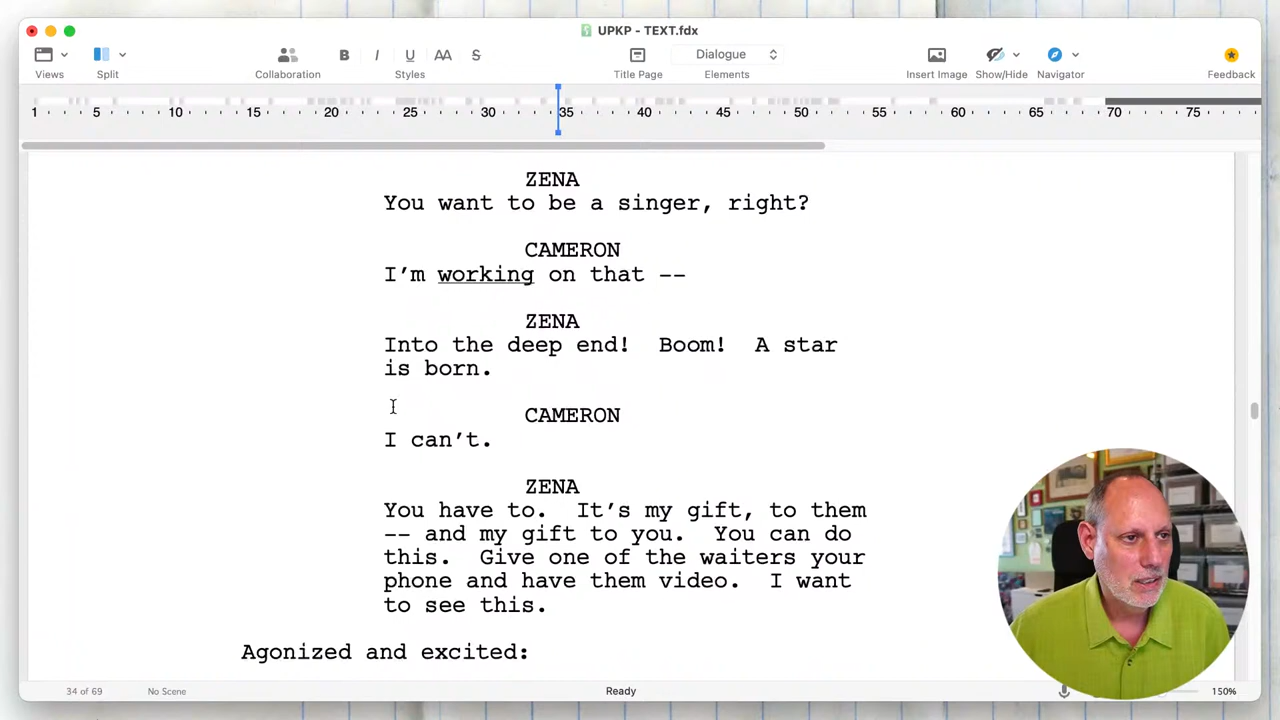 UPKP - TEXT.fdx
B I U AA S
Dialogue
Views Split Collaboration Styles Title Page Elements Insert Image Show/Hide Navigator Feedback
1 5 10 15 20 25 30 35 40 45 50 55 60 65 70 75
ZENA
You want to be a singer, right?
CAMERON
I’m working on that --
ZENA
Into the deep end!  Boom!  A star
is born.
CAMERON
I can’t.
ZENA
You have to.  It’s my gift, to them
-- and my gift to you.  You can do
this.  Give one of the waiters your
phone and have them video.  I want
to see this.
Agonized and excited:
34 of 69 No Scene Ready 150%